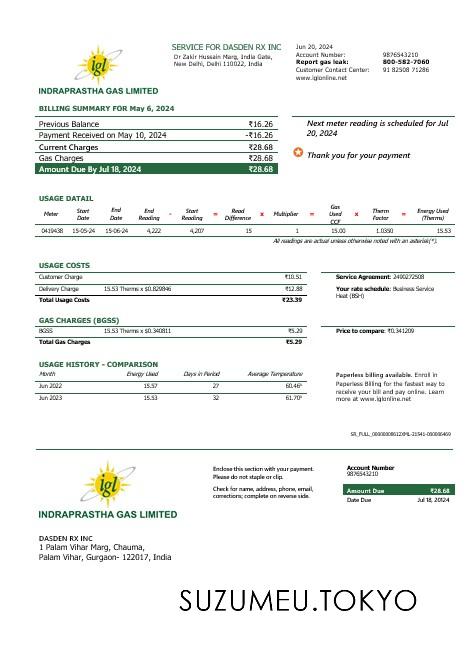 igl
INDRAPRASTHA GAS LIMITED
SERVICE FOR DASDEN RX INC
Dr Zakir Hussain Marg, India Gate,
New Delhi, Delhi 110022, India
Jun 20, 2024
Account Number: 9876543210
Report gas leak: 800-582-7060
Customer Contact Center: 91 82508 71286
www.iglonline.net
BILLING SUMMARY FOR May 6, 2024
Previous Balance ₹16.26
Payment Received on May 10, 2024 -₹16.26
Current Charges ₹28.68
Gas Charges ₹28.68
Amount Due By Jul 18, 2024 ₹28.68
Next meter reading is scheduled for Jul
20, 2024
Thank you for your payment
USAGE DATAIL
Meter Start Date End Date End Reading - Start Reading = Read Difference x Multiplier = Gas Used CCF x Therm Factor = Energy Used (Therms)
0419438 15-05-24 15-06-24 4,222 4,207 15 1 15.00 1.0350 15.53
All readings are actual unless otherwise noted with an asterisk(*).
USAGE COSTS
Customer Charge ₹10.51
Delivery Charge 15.53 Therms x $0.829846 ₹12.88
Total Usage Costs ₹23.39
Service Agreement: 2490272508
Your rate schedule: Business Service
Heat (BSH)
GAS CHARGES (BGSS)
BGSS 15.53 Therms x $0.340811 ₹5.29
Total Gas Charges ₹5.29
Price to compare: ₹0.341209
USAGE HISTORY - COMPARISON
Month Energy Used Days in Period Average Temperature
Jun 2022 15.57 27 60.46°
Jun 2023 15.53 32 61.70°
Paperless billing available. Enroll in
Paperless Billing for the fastest way to
receive your bill and pay online. Learn
more at www.iglonline.net
igl
INDRAPRASTHA GAS LIMITED
Enclose this section with your payment.
Please do not staple or clip.
Check for name, address, phone, email,
corrections; complete on reverse side.
Account Number
9876543210
Amount Due ₹28.68
Date Due Jul 18, 20124
DASDEN RX INC
1 Palam Vihar Marg, Chauma,
Palam Vihar, Gurgaon- 122017, India
SUZUMEU.TOKYO